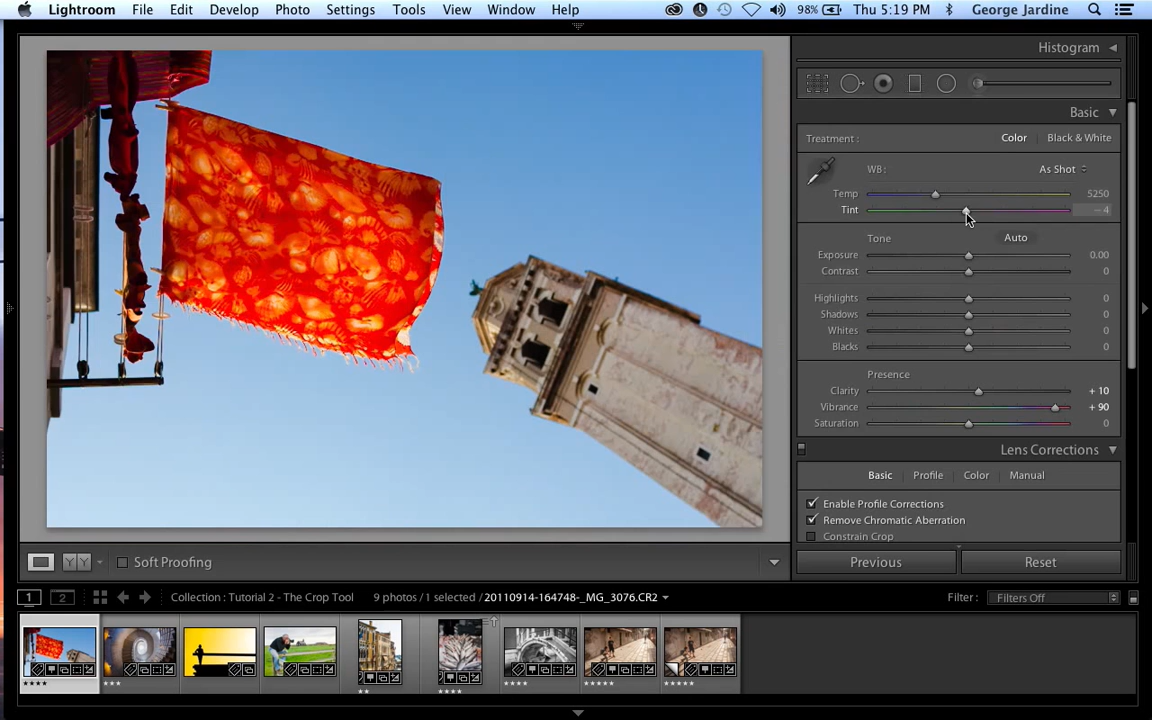 Lightroom File Edit Develop Photo Settings Tools View Window Help 98% Thu 5:19 PM George Jardine
Histogram
Basic
Treatment : Color Black & White
WB: As Shot
Temp 5250
Tint – 4
Tone Auto
Exposure 0.00
Contrast 0
Highlights 0
Shadows 0
Whites 0
Blacks 0
Presence
Clarity + 10
Vibrance + 90
Saturation 0
Lens Corrections
Basic Profile Color Manual
Enable Profile Corrections
Remove Chromatic Aberration
Constrain Crop
YY Soft Proofing Previous Reset
1 2 Collection : Tutorial 2 - The Crop Tool 9 photos / 1 selected / 20110914-164748-_MG_3076.CR2 Filter : Filters Off